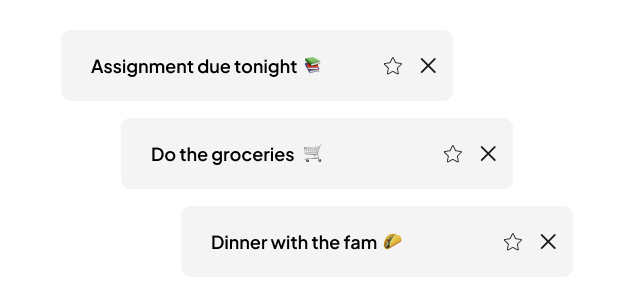 Assignment due tonight 📚
Do the groceries 🛒
Dinner with the fam 🌮